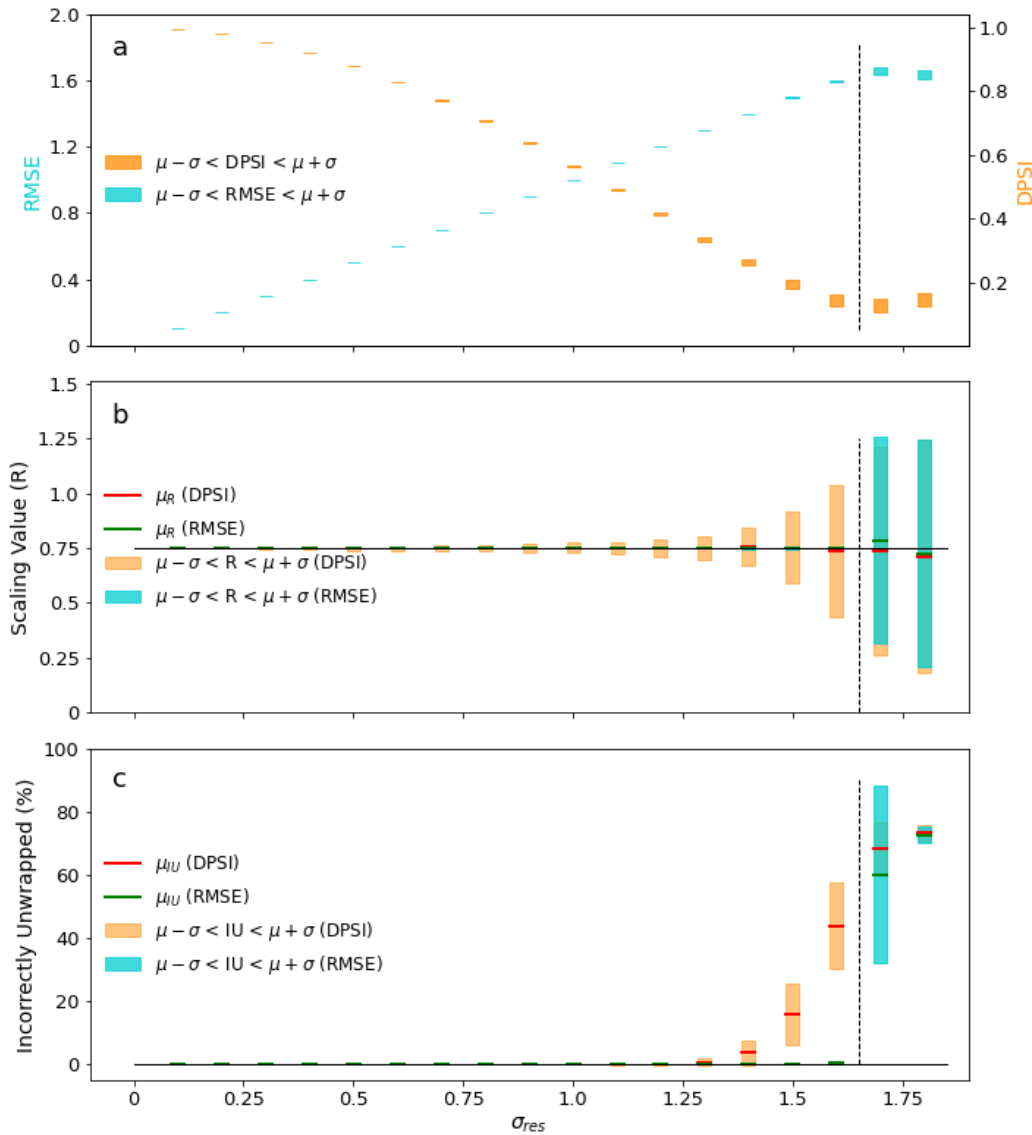 a
2.0
1.6
1.2
0.8
0.4
0
RMSE
1.0
0.8
0.6
0.4
0.2
DPSI
μ − σ < DPSI < μ + σ
μ − σ < RMSE < μ + σ
b
1.5
1.25
1.0
0.75
0.5
0.25
0
Scaling Value (R)
μR (DPSI)
μR (RMSE)
μ − σ < R < μ + σ (DPSI)
μ − σ < R < μ + σ (RMSE)
c
100
80
60
40
20
0
Incorrectly Unwrapped (%)
μIU (DPSI)
μIU (RMSE)
μ − σ < IU < μ + σ (DPSI)
μ − σ < IU < μ + σ (RMSE)
0 0.25 0.5 0.75 1.0 1.25 1.5 1.75
σres